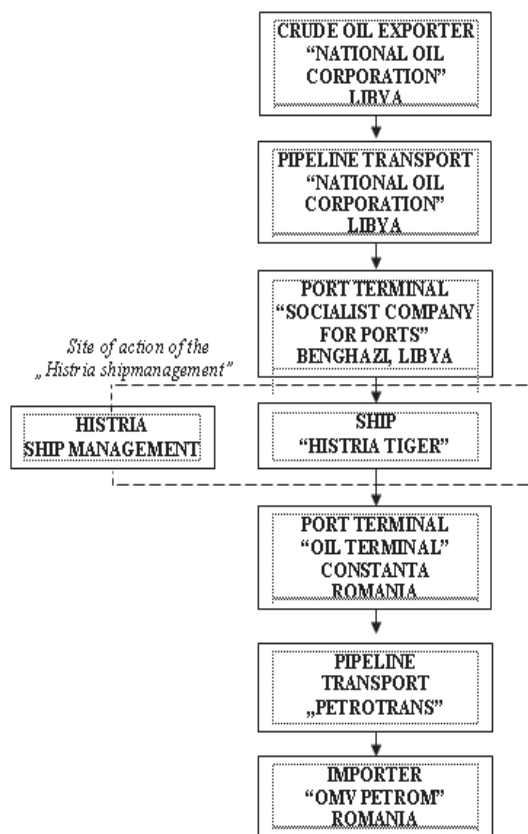 CRUDE OIL EXPORTER
“NATIONAL OIL
CORPORATION”
LIBYA
PIPELINE TRANSPORT
“NATIONAL OIL
CORPORATION”
LIBYA
PORT TERMINAL
“SOCIALIST COMPANY
FOR PORTS”
BENGHAZI, LIBYA
Site of action of the
„Histria shipmanagement”
HISTRIA
SHIP MANAGEMENT
SHIP
“HISTRIA TIGER”
PORT TERMINAL
“OIL TERMINAL”
CONSTANTA
ROMANIA
PIPELINE
TRANSPORT
„PETROTRANS”
IMPORTER
“OMV PETROM”
ROMANIA